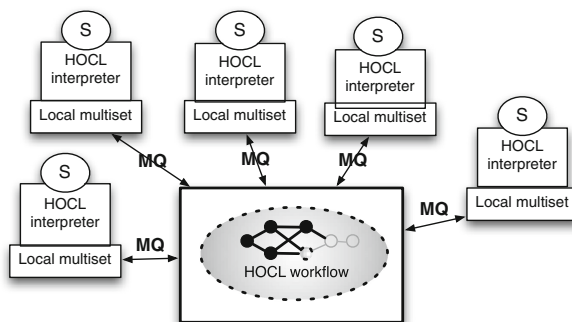 S
HOCL
interpreter
Local multiset
S
HOCL
interpreter
Local multiset
S
HOCL
interpreter
Local multiset
S
HOCL
interpreter
Local multiset
S
HOCL
interpreter
Local multiset
MQ
MQ
MQ
MQ
MQ
HOCL workflow